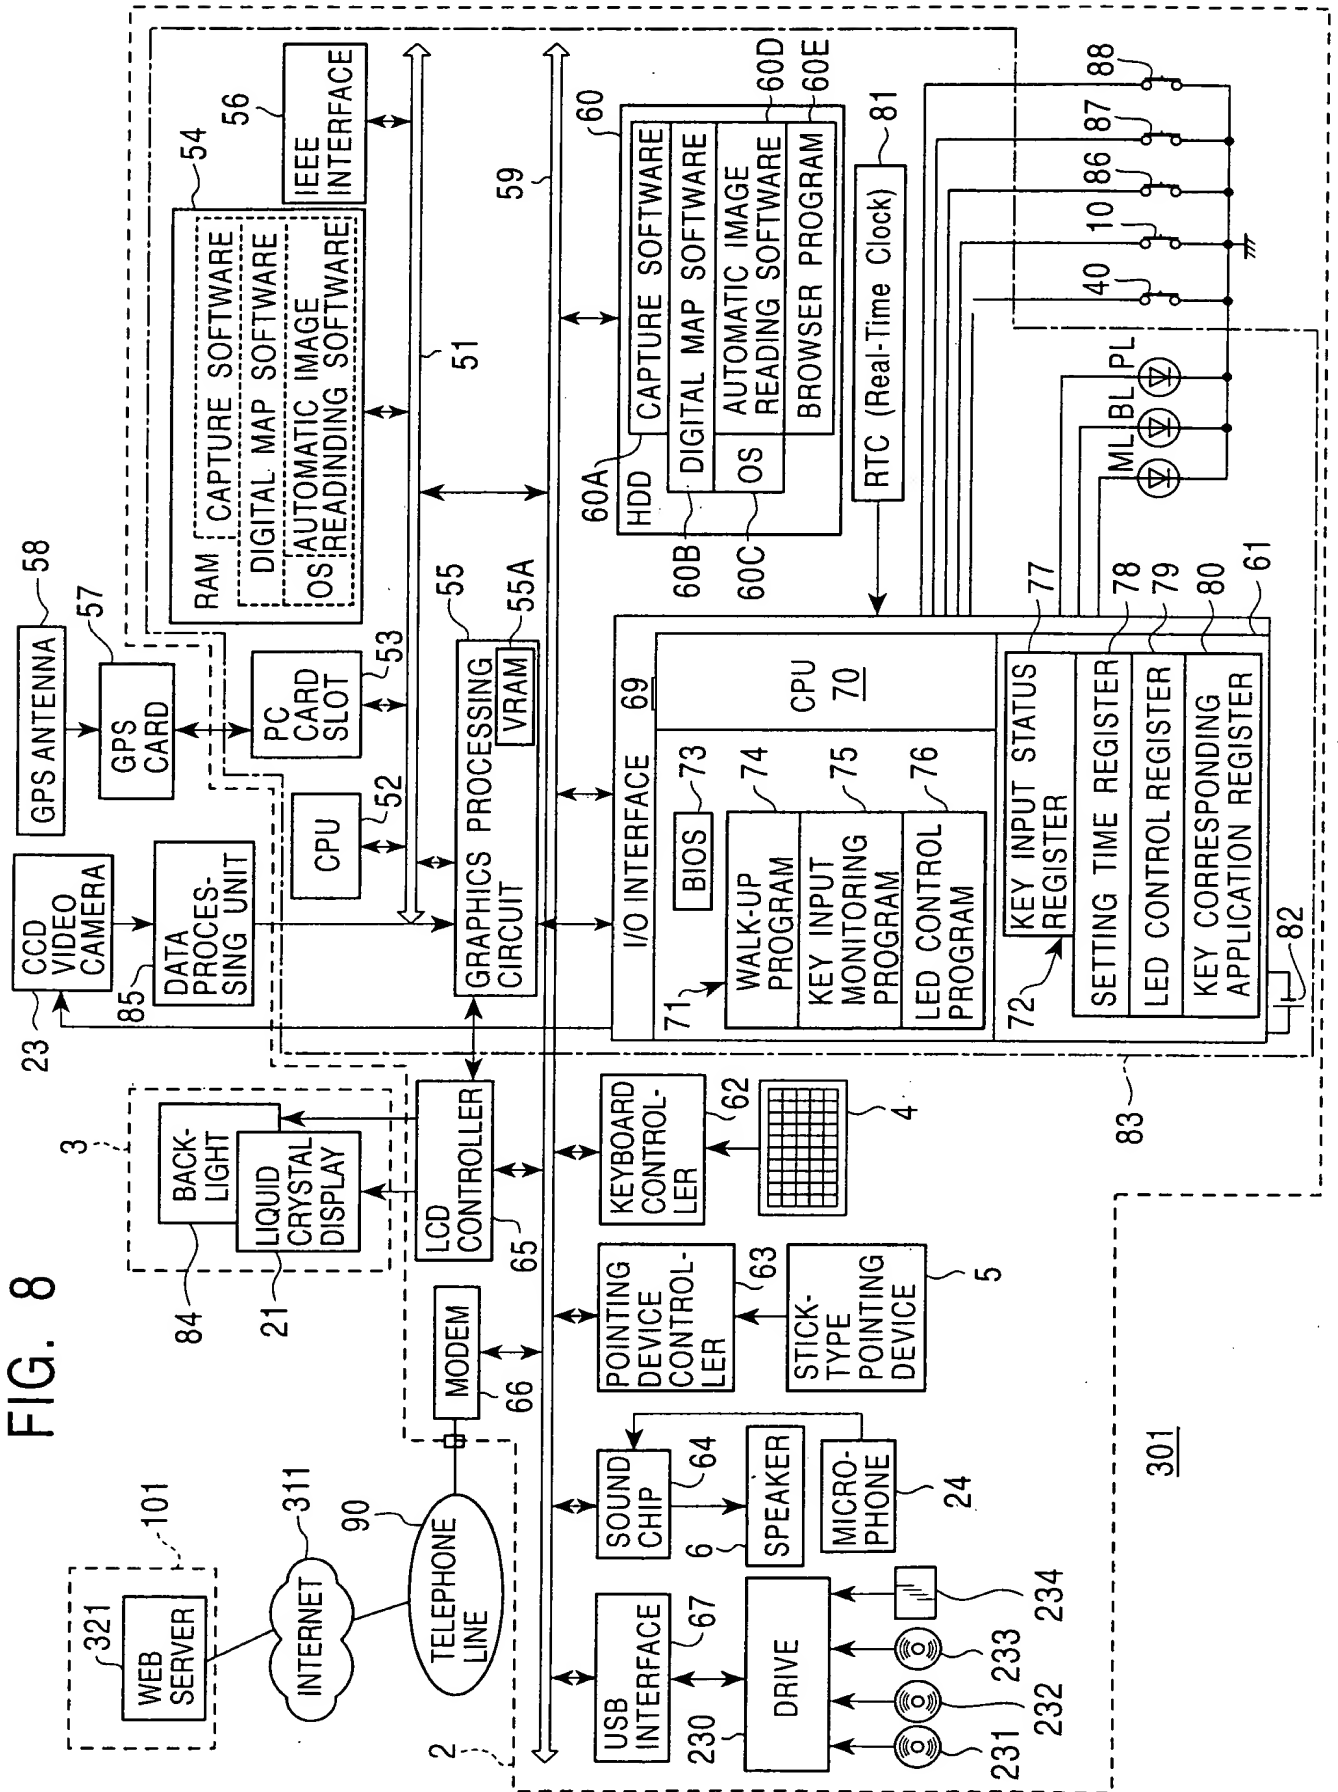 FIG. 8
101
321
WEB
SERVER
311
INTERNET
90
TELEPHONE
LINE
2
3
BACK-
LIGHT
84
LIQUID
CRYSTAL
DISPLAY
21
MODEM
66
LCD
CONTROLLER
65
23
CCD
VIDEO
CAMERA
85
DATA
PROCES-
SING UNIT
GPS ANTENNA
58
GPS
CARD
57
PC
CARD
SLOT
53
CPU
52
RAM
54
CAPTURE SOFTWARE
DIGITAL MAP SOFTWARE
OS
AUTOMATIC IMAGE
READINDING SOFTWARE
IEEE
INTERFACE
56
51
GRAPHICS PROCESSING
CIRCUIT
55
VRAM
55A
59
USB
INTERFACE
67
230
DRIVE
231
232
233
234
SOUND
CHIP
64
6
SPEAKER
MICRO-
PHONE
24
POINTING
DEVICE
CONTROL-
LER
63
STICK-
TYPE
POINTING
DEVICE
5
KEYBOARD
CONTROL-
LER
62
4
I/O INTERFACE
69
CPU
70
71
BIOS
73
WALK-UP
PROGRAM
74
KEY INPUT
MONITORING
PROGRAM
75
LED CONTROL
PROGRAM
76
72
KEY INPUT STATUS
REGISTER
77
SETTING TIME REGISTER
78
LED CONTROL REGISTER
79
KEY CORRESPONDING
APPLICATION REGISTER
80
61
82
83
HDD
60
60A
CAPTURE SOFTWARE
60B
DIGITAL MAP SOFTWARE
60C
OS
AUTOMATIC IMAGE
READING SOFTWARE
60D
BROWSER PROGRAM
60E
RTC (Real-Time Clock)
81
ML
BL
PL
40
10
86
87
88
301